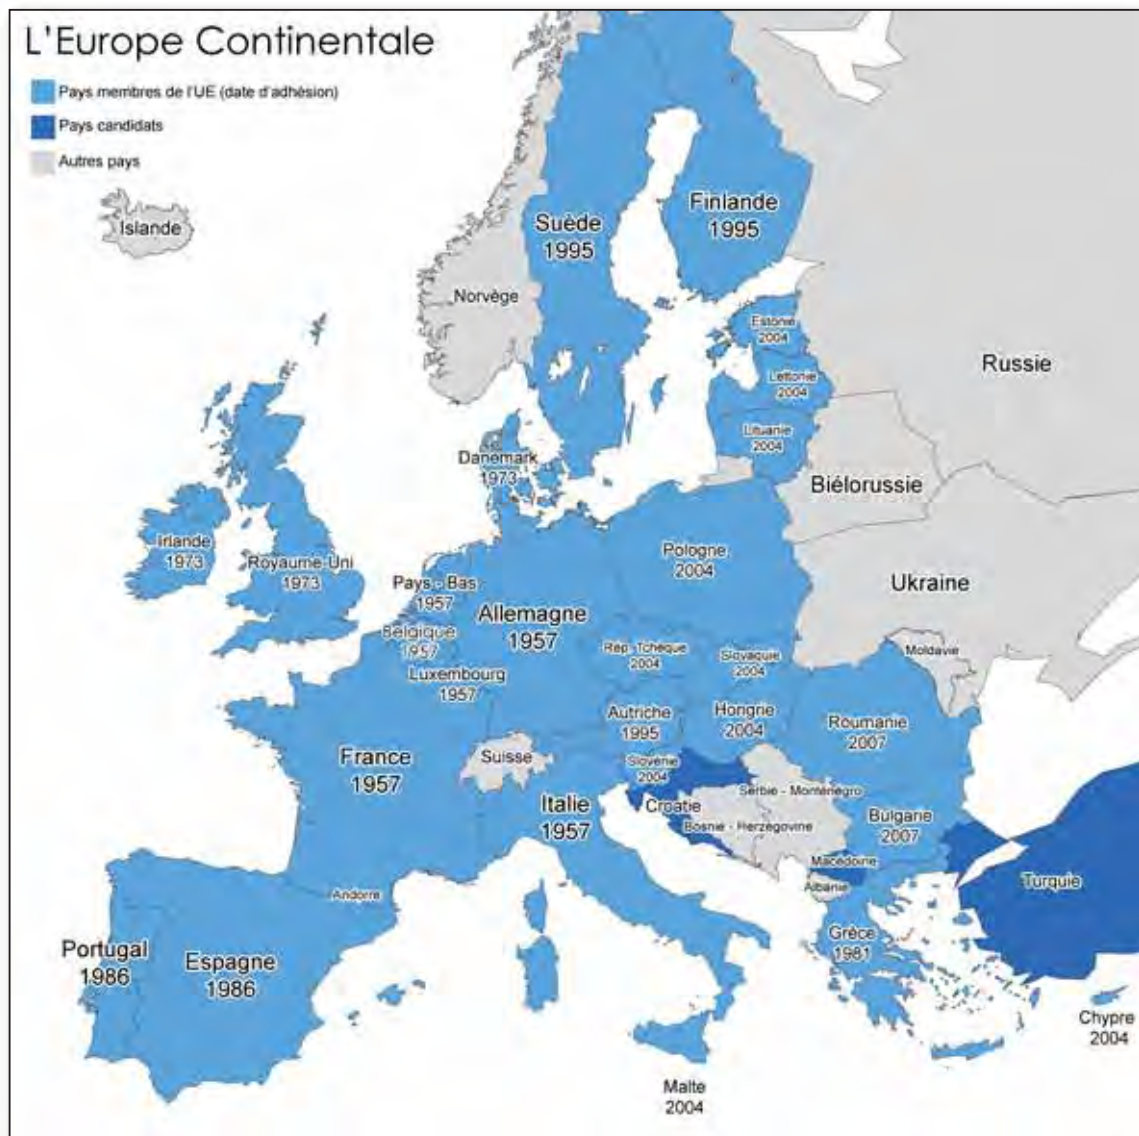 L'Europe Continentale
Pays membres de l'UE (date d'adhésion)
Pays candidats
Autres pays
Islande
Suède
1995
Finlande
1995
Norvège
Estonie
2004
Russie
Lettonie
2004
Lituanie
2004
Danemark
1973
Biélorussie
Irlande
1973
Royaume-Uni
1973
Pologne
2004
Pays - Bas
1957
Ukraine
Allemagne
1957
Belgique
1957
Rép. Tchèque
2004
Slovaquie
2004
Moldavie
Luxembourg
1957
Autriche
1995
Hongrie
2004
Roumanie
2007
France
1957
Suisse
Slovénie
2004
Serbie - Monténégro
Italie
1957
Croatie
Bosnie - Herzégovine
Bulgarie
2007
Macédoine
Albanie
Turquie
Andorre
Portugal
1986
Espagne
1986
Grèce
1981
Chypre
2004
Malte
2004